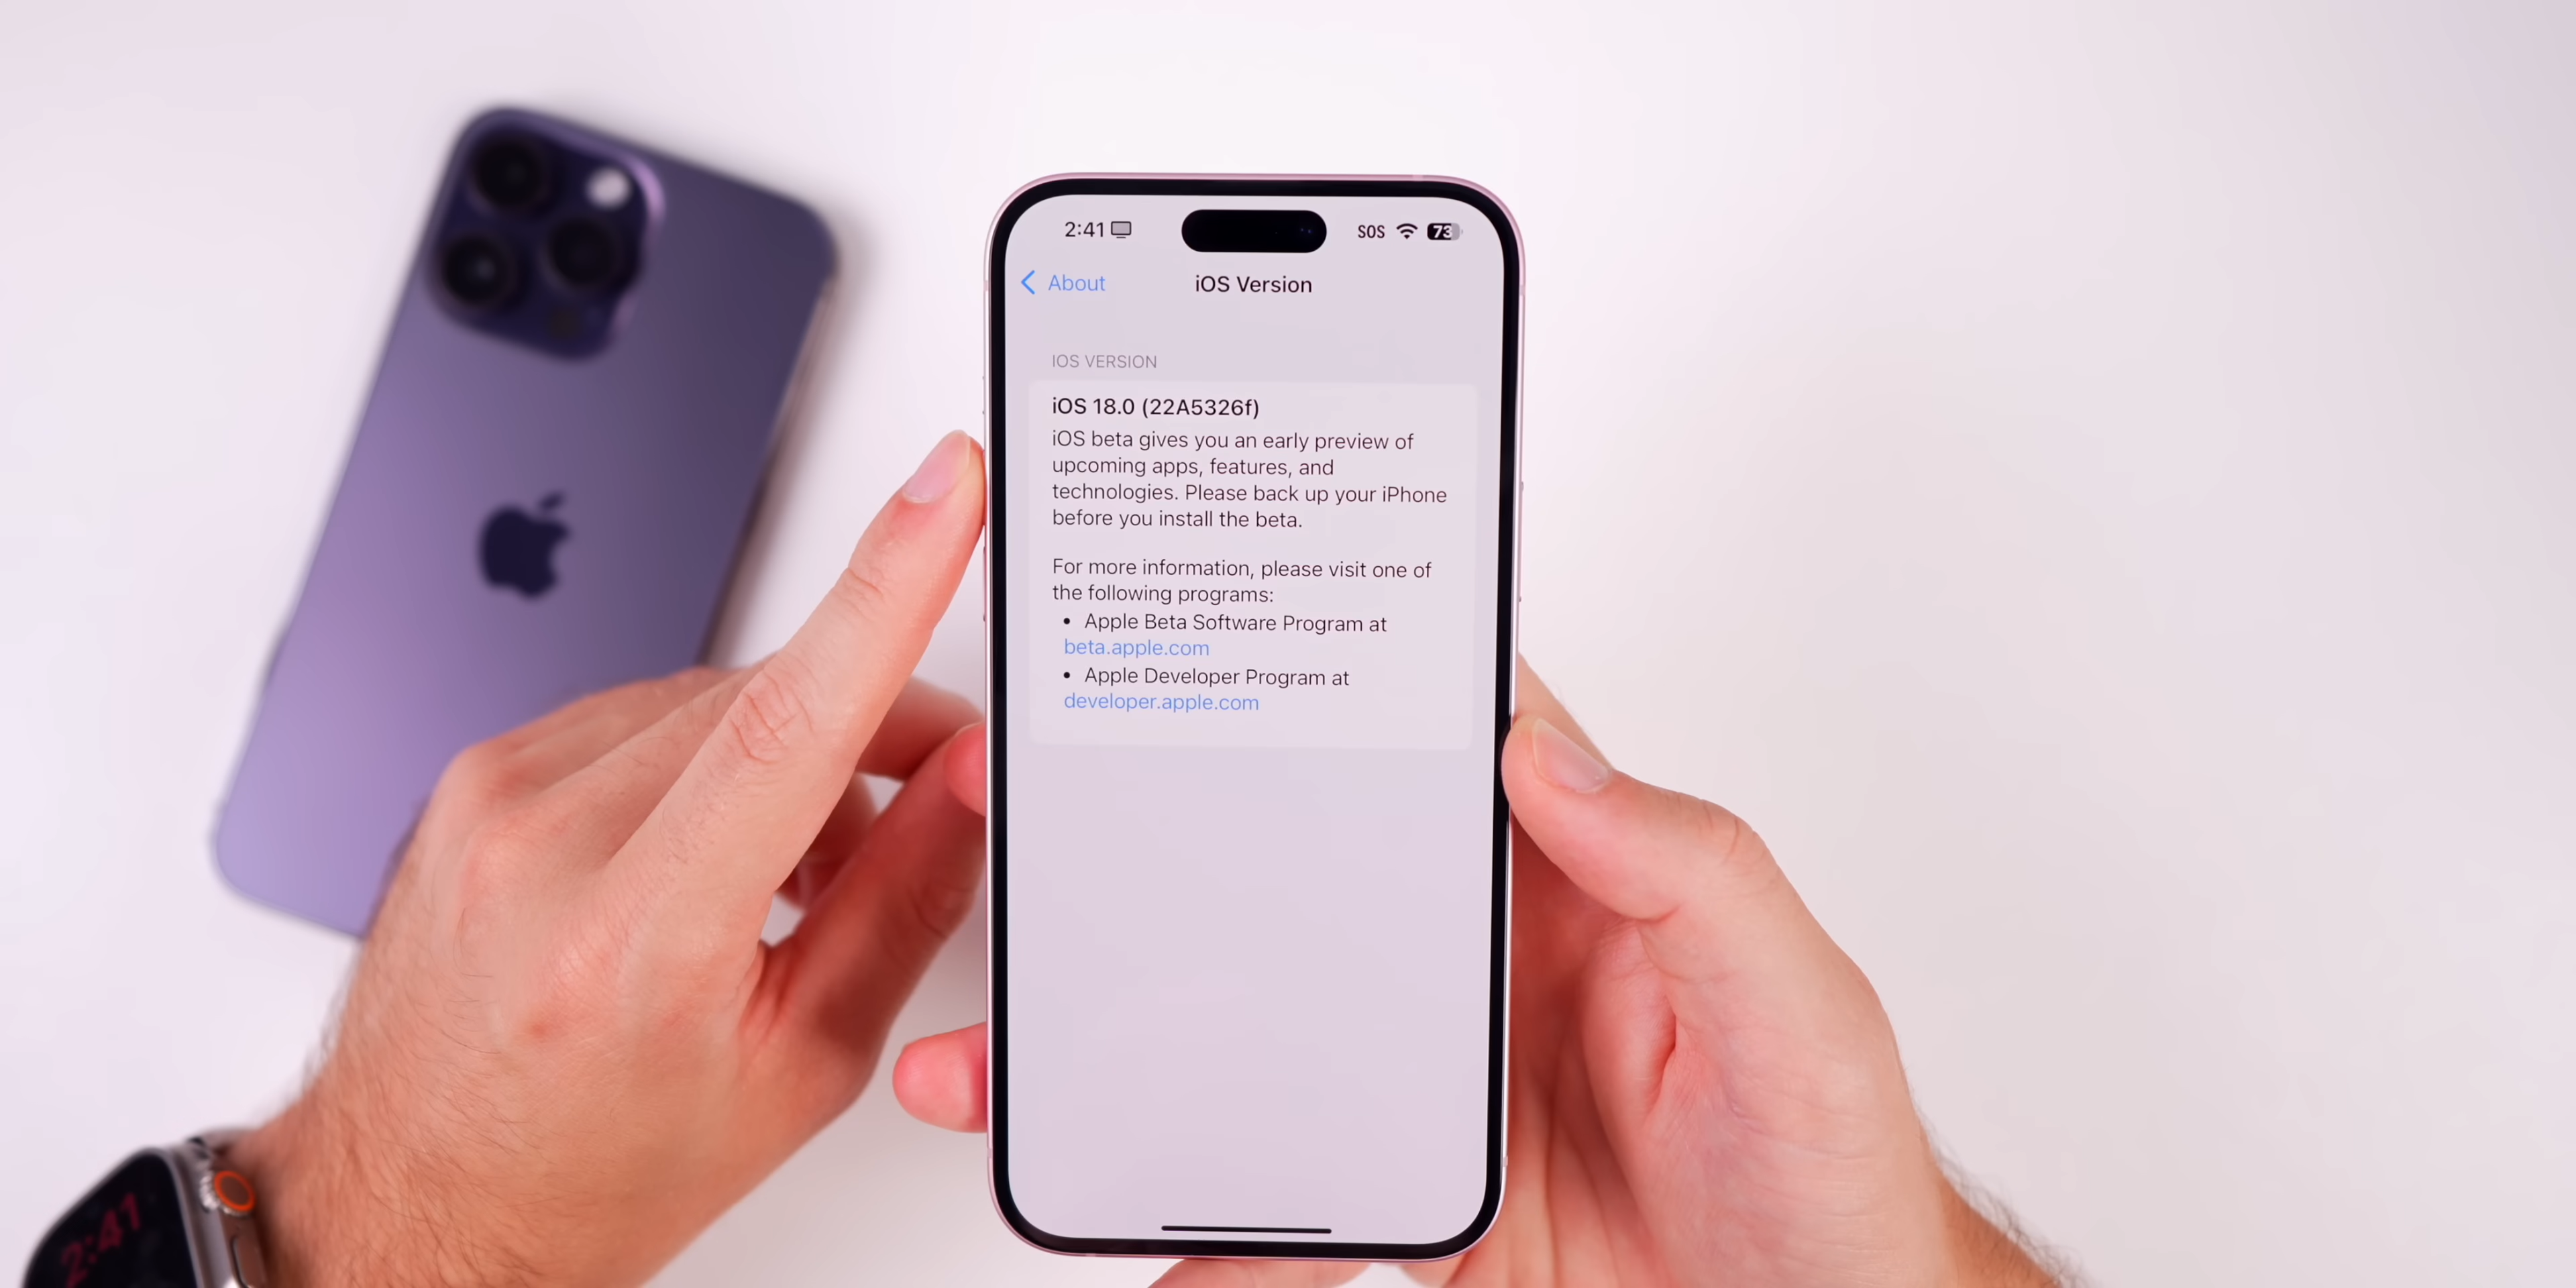 2:41
SOS
73
About
iOS Version
IOS VERSION
iOS 18.0 (22A5326f)
iOS beta gives you an early preview of
upcoming apps, features, and
technologies. Please back up your iPhone
before you install the beta.
For more information, please visit one of
the following programs:
• Apple Beta Software Program at
beta.apple.com
• Apple Developer Program at
developer.apple.com
2:41